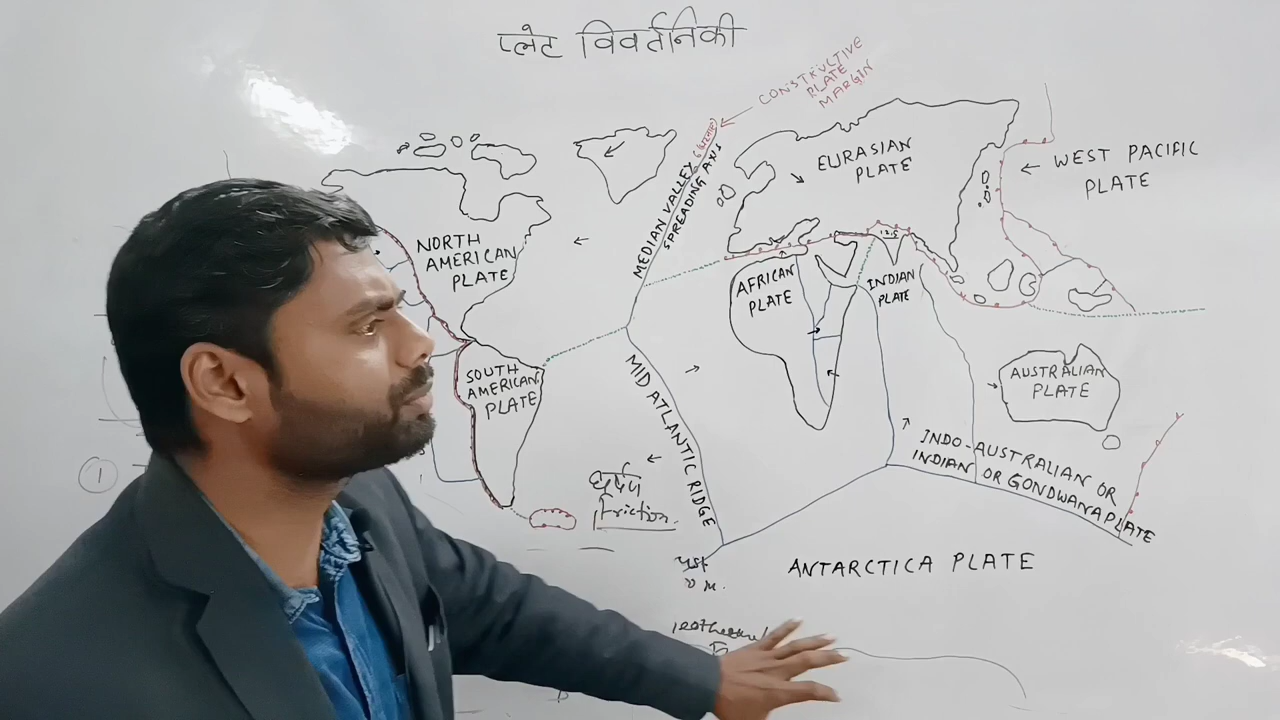 प्लेट विवर्तनिकी
CONSTRUCTIVE
PLATE
MARGIN
MEDIAN VALLEY
SPREADING AXIS
EURASIAN
PLATE
WEST PACIFIC
PLATE
NORTH
AMERICAN
PLATE
AFRICAN
PLATE
INDIAN
PLATE
SOUTH
AMERICAN
PLATE
AUSTRALIAN
PLATE
MID ATLANTIC RIDGE
INDO-AUSTRALIAN OR
INDIAN OR GONDWANA PLATE
घर्षण
friction
ANTARCTICA PLATE
1